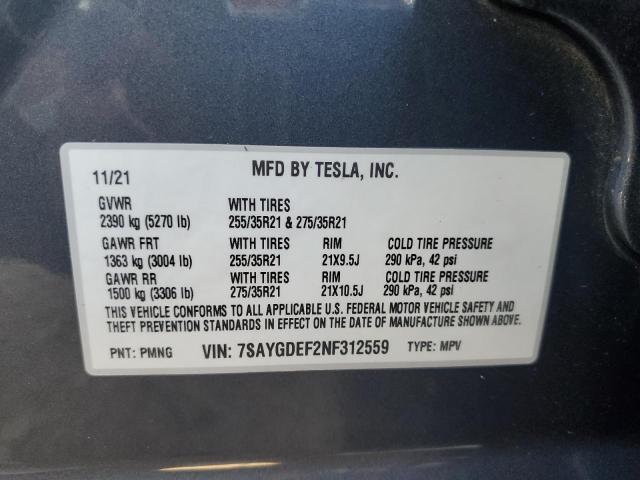 MFD BY TESLA, INC.
11/21
GVWR WITH TIRES
2390 kg (5270 lb) 255/35R21 & 275/35R21
GAWR FRT WITH TIRES RIM COLD TIRE PRESSURE
1363 kg (3004 lb) 255/35R21 21X9.5J 290 kPa, 42 psi
GAWR RR WITH TIRES RIM COLD TIRE PRESSURE
1500 kg (3306 lb) 275/35R21 21X10.5J 290 kPa, 42 psi
THIS VEHICLE CONFORMS TO ALL APPLICABLE U.S. FEDERAL MOTOR VEHICLE SAFETY AND
THEFT PREVENTION STANDARDS IN EFFECT ON THE DATE OF MANUFACTURE SHOWN ABOVE.
PNT: PMNG VIN: 7SAYGDEF2NF312559 TYPE: MPV